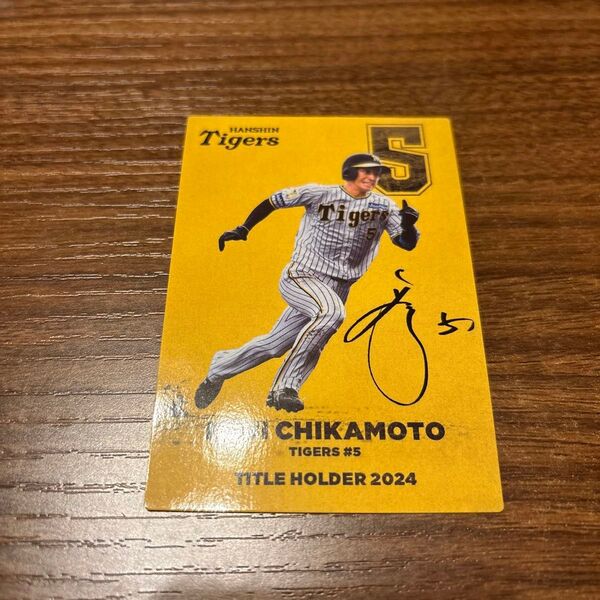 HANSHIN
Tigers
5
Tigers
5
CHIKAMOTO
TIGERS #5
TITLE HOLDER 2024